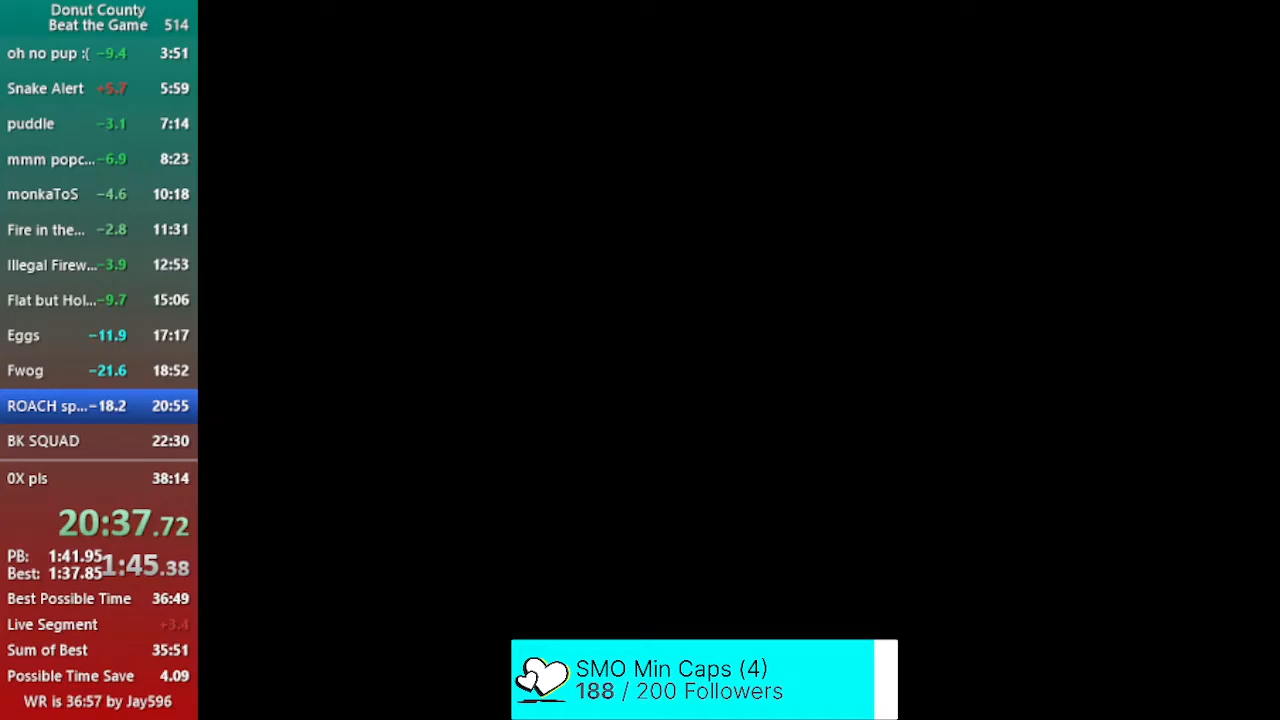 Donut County
Beat the Game 514
oh no pup :( -9.4 3:51
Snake Alert +5.7 5:59
puddle -3.1 7:14
mmm popc... -6.9 8:23
monkaToS -4.6 10:18
Fire in the... -2.8 11:31
Illegal Firew... -3.9 12:53
Flat but Hol... -9.7 15:06
Eggs -11.9 17:17
Fwog -21.6 18:52
ROACH sp... -18.2 20:55
BK SQUAD 22:30
0X pls 38:14
20:37.72
PB: 1:41.95
Best: 1:37.85
1:45.38
Best Possible Time 36:49
Live Segment +3.4
Sum of Best 35:51
Possible Time Save 4.09
WR is 36:57 by Jay596
SMO Min Caps (4)
188 / 200 Followers